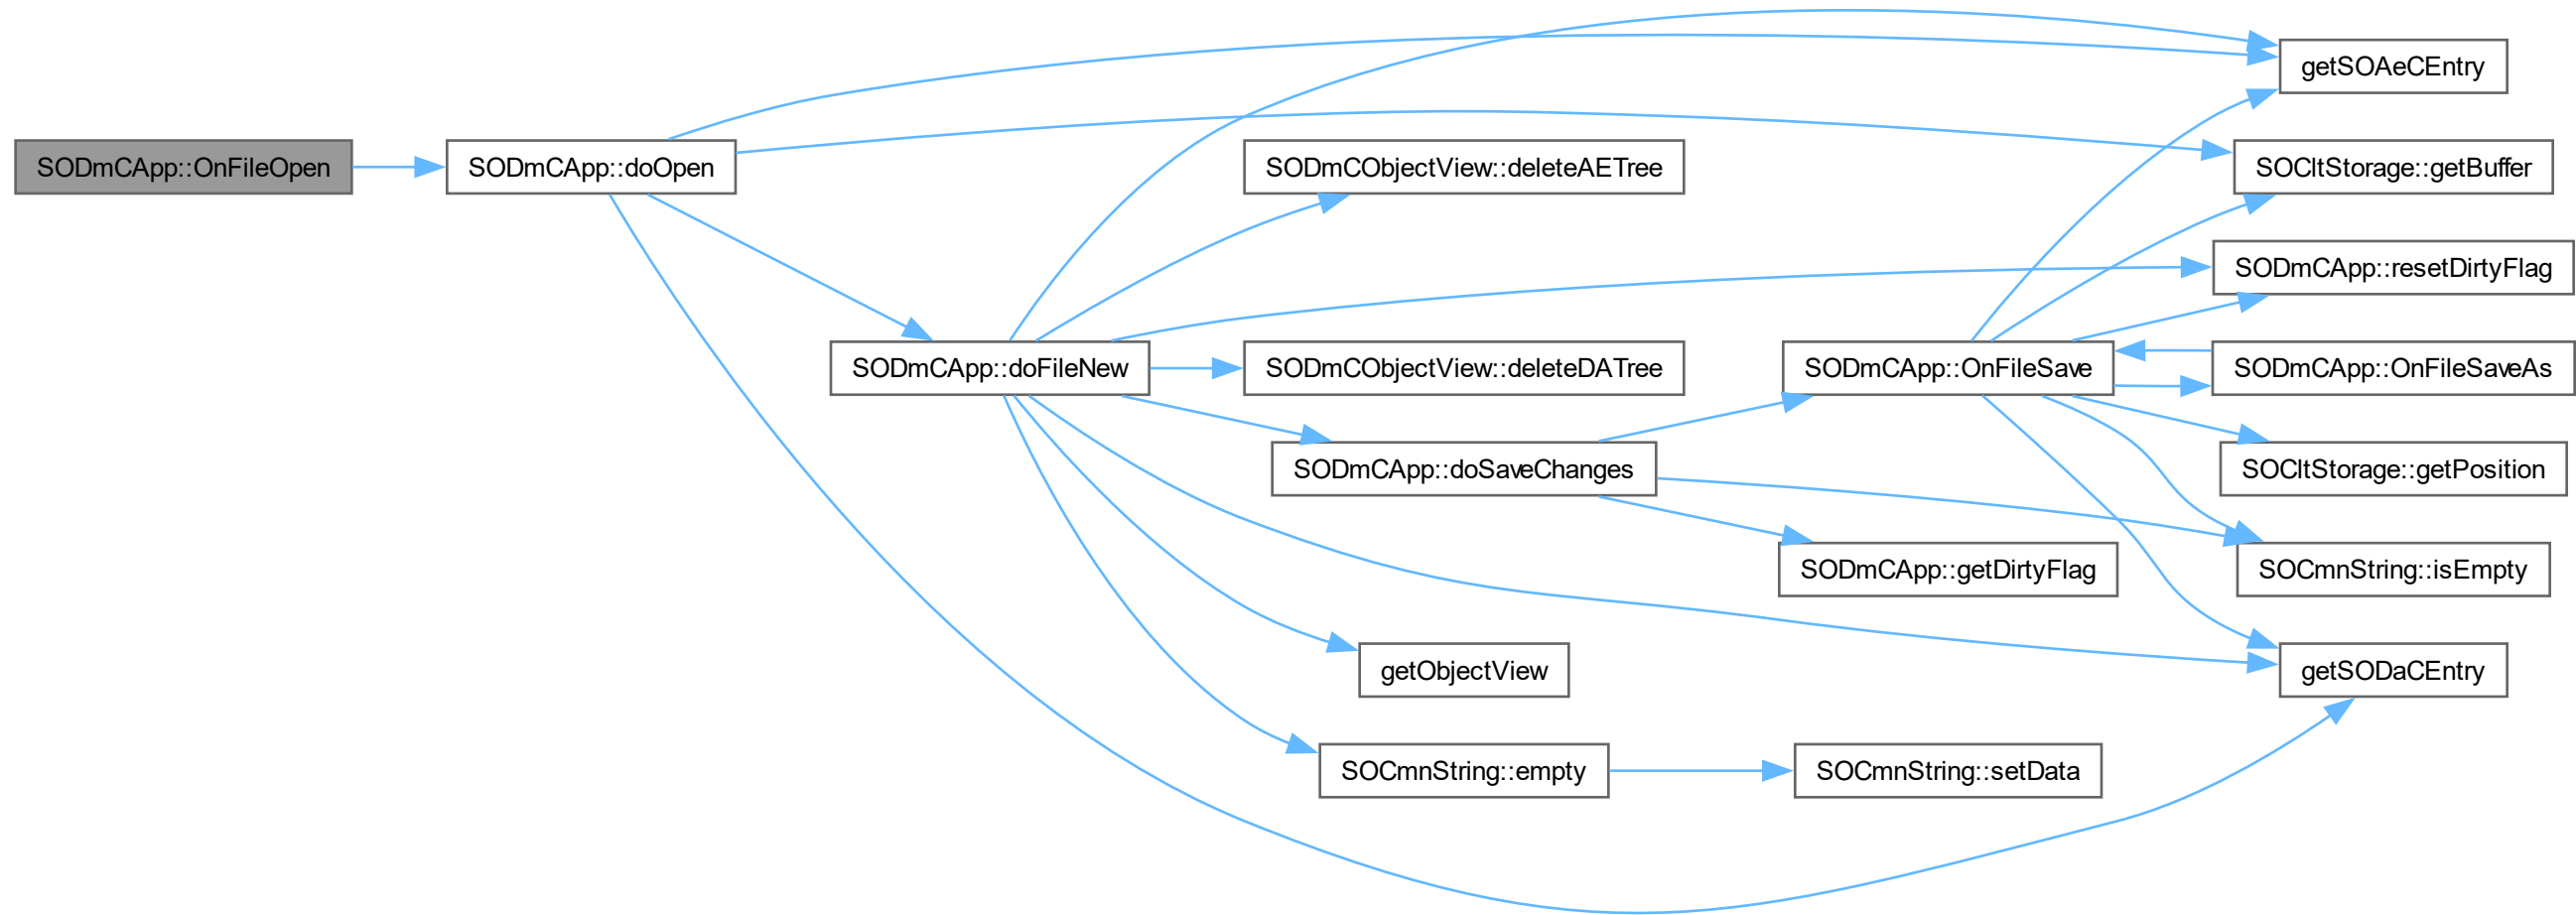 SODmCApp::OnFileOpen
SODmCApp::doOpen
SODmCApp::doFileNew
SODmCObjectView::deleteAETree
SODmCObjectView::deleteDATree
SODmCApp::doSaveChanges
getObjectView
SOCmnString::empty
SODmCApp::OnFileSave
SODmCApp::getDirtyFlag
SOCmnString::setData
getSOAeCEntry
SOCltStorage::getBuffer
SODmCApp::resetDirtyFlag
SODmCApp::OnFileSaveAs
SOCltStorage::getPosition
SOCmnString::isEmpty
getSODaCEntry